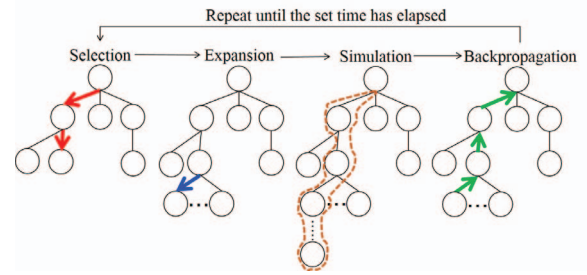 Repeat until the set time has elapsed
Selection
Expansion
Simulation
Backpropagation